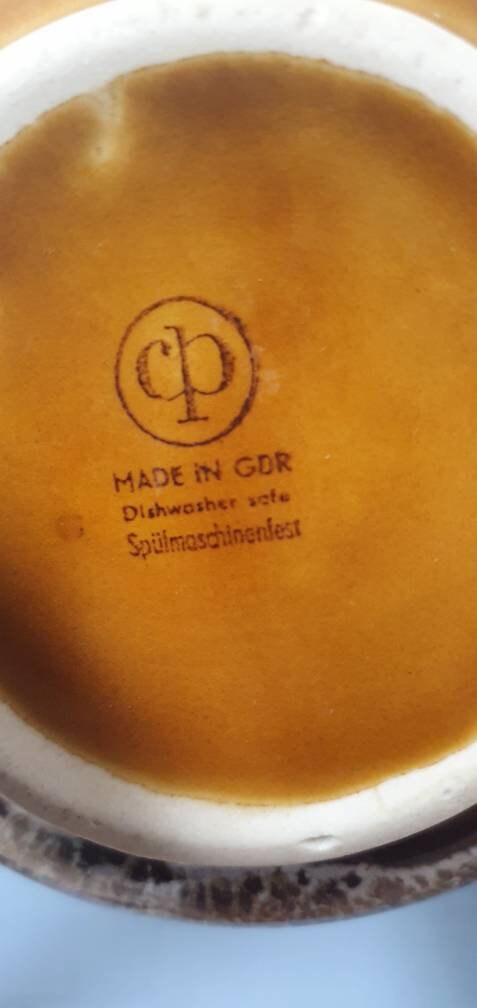 cp
MADE IN GDR
Dishwasher safe
Spülmaschinenfest